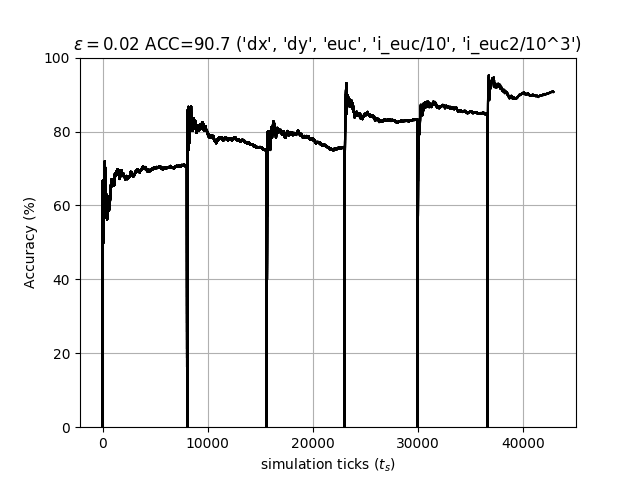 ε = 0.02 ACC=90.7 ('dx', 'dy', 'euc', 'i_euc/10', 'i_euc2/10^3')
100
80
60
40
20
0
Accuracy (%)
0 10000 20000 30000 40000
simulation ticks (tₛ)